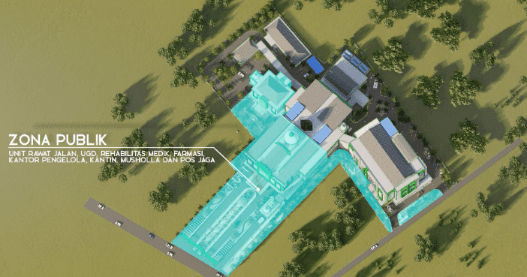 ZONA PUBLIK
UNIT RAWAT JALAN, UGD, REHABILITAS MEDIK, FARMASI,
KANTOR PENGELOLA, KANTIN, MUSHOLLA DAN POS JAGA